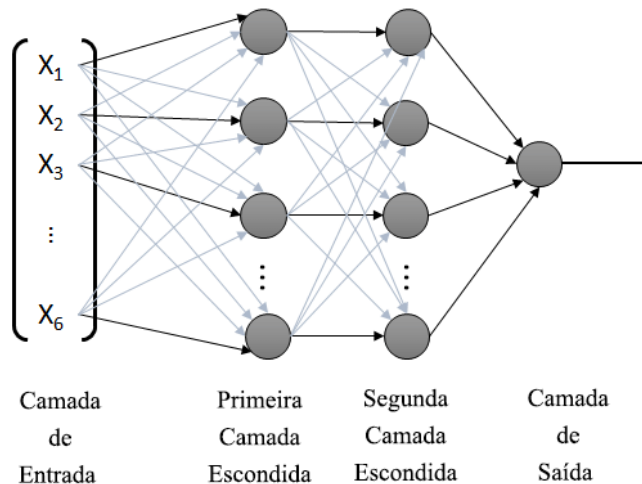 X1
X2
X3
...
X6
...
...
Camada
de
Entrada
Primeira
Camada
Escondida
Segunda
Camada
Escondida
Camada
de
Saída